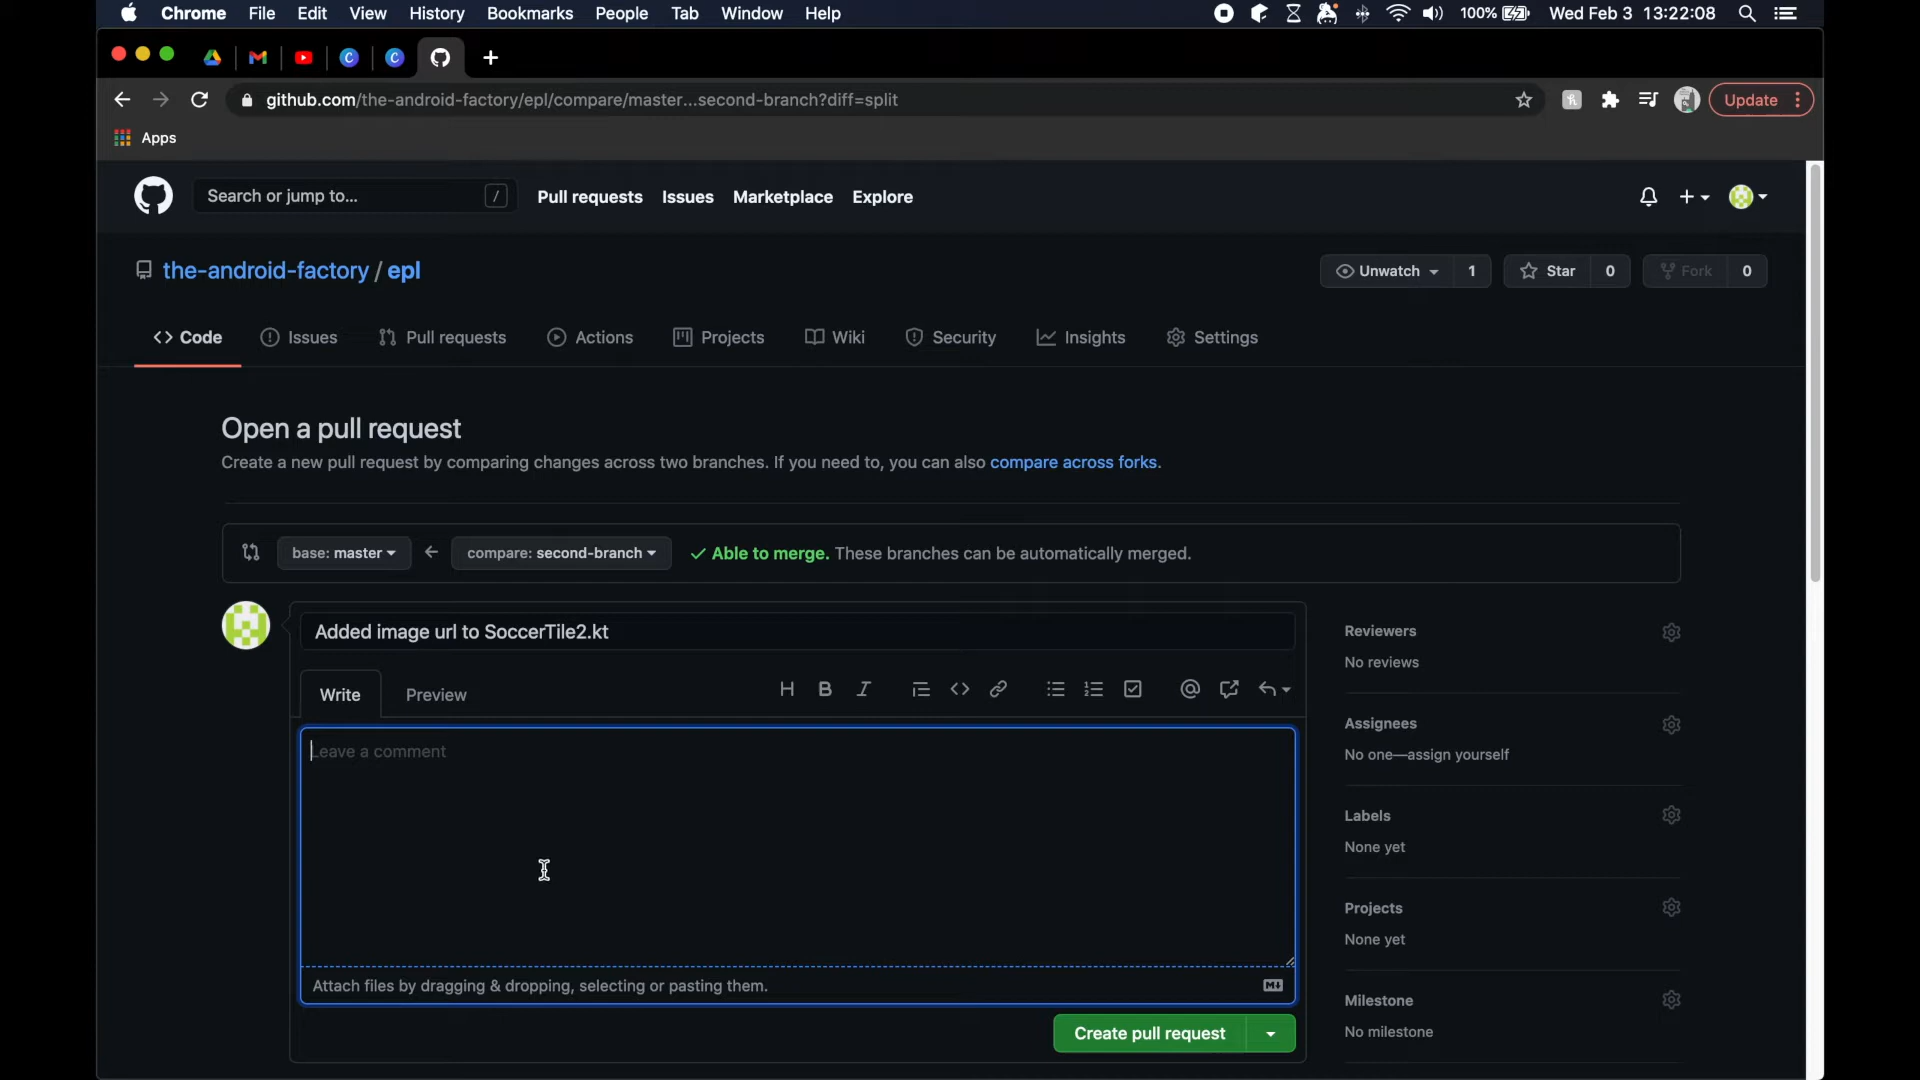 Chrome File Edit View History Bookmarks People Tab Window Help 100% Wed Feb 3 13:22:08
github.com/the-android-factory/epl/compare/master...second-branch?diff=split Update
Apps
Search or jump to... / Pull requests Issues Marketplace Explore
the-android-factory / epl Unwatch 1 Star 0 Fork 0
Code Issues Pull requests Actions Projects Wiki Security Insights Settings
Open a pull request
Create a new pull request by comparing changes across two branches. If you need to, you can also compare across forks.
base: master compare: second-branch Able to merge. These branches can be automatically merged.
Added image url to SoccerTile2.kt
Write Preview
Leave a comment
Attach files by dragging & dropping, selecting or pasting them.
Create pull request
Reviewers
No reviews
Assignees
No one—assign yourself
Labels
None yet
Projects
None yet
Milestone
No milestone